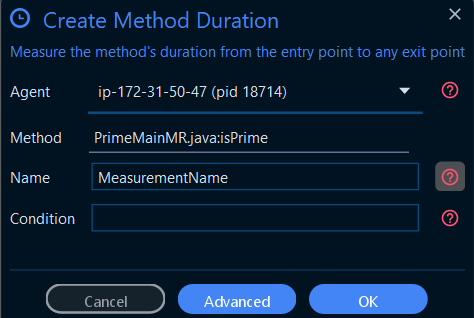 Create Method Duration
Measure the method's duration from the entry point to any exit point
Agent ip-172-31-50-47 (pid 18714) ?
Method PrimeMainMR.java:isPrime
Name MeasurementName ?
Condition ?
Cancel Advanced OK